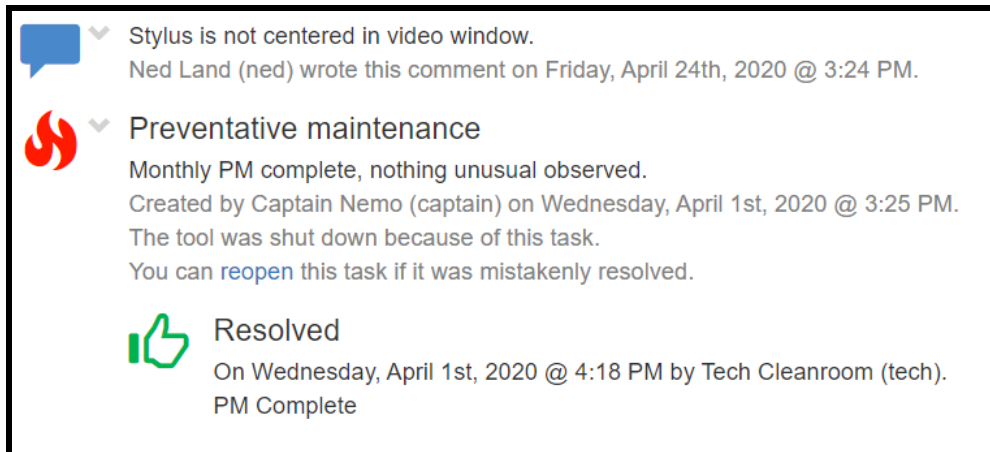 Stylus is not centered in video window.
Ned Land (ned) wrote this comment on Friday, April 24th, 2020 @ 3:24 PM.
Preventative maintenance
Monthly PM complete, nothing unusual observed.
Created by Captain Nemo (captain) on Wednesday, April 1st, 2020 @ 3:25 PM.
The tool was shut down because of this task.
You can reopen this task if it was mistakenly resolved.
Resolved
On Wednesday, April 1st, 2020 @ 4:18 PM by Tech Cleanroom (tech).
PM Complete